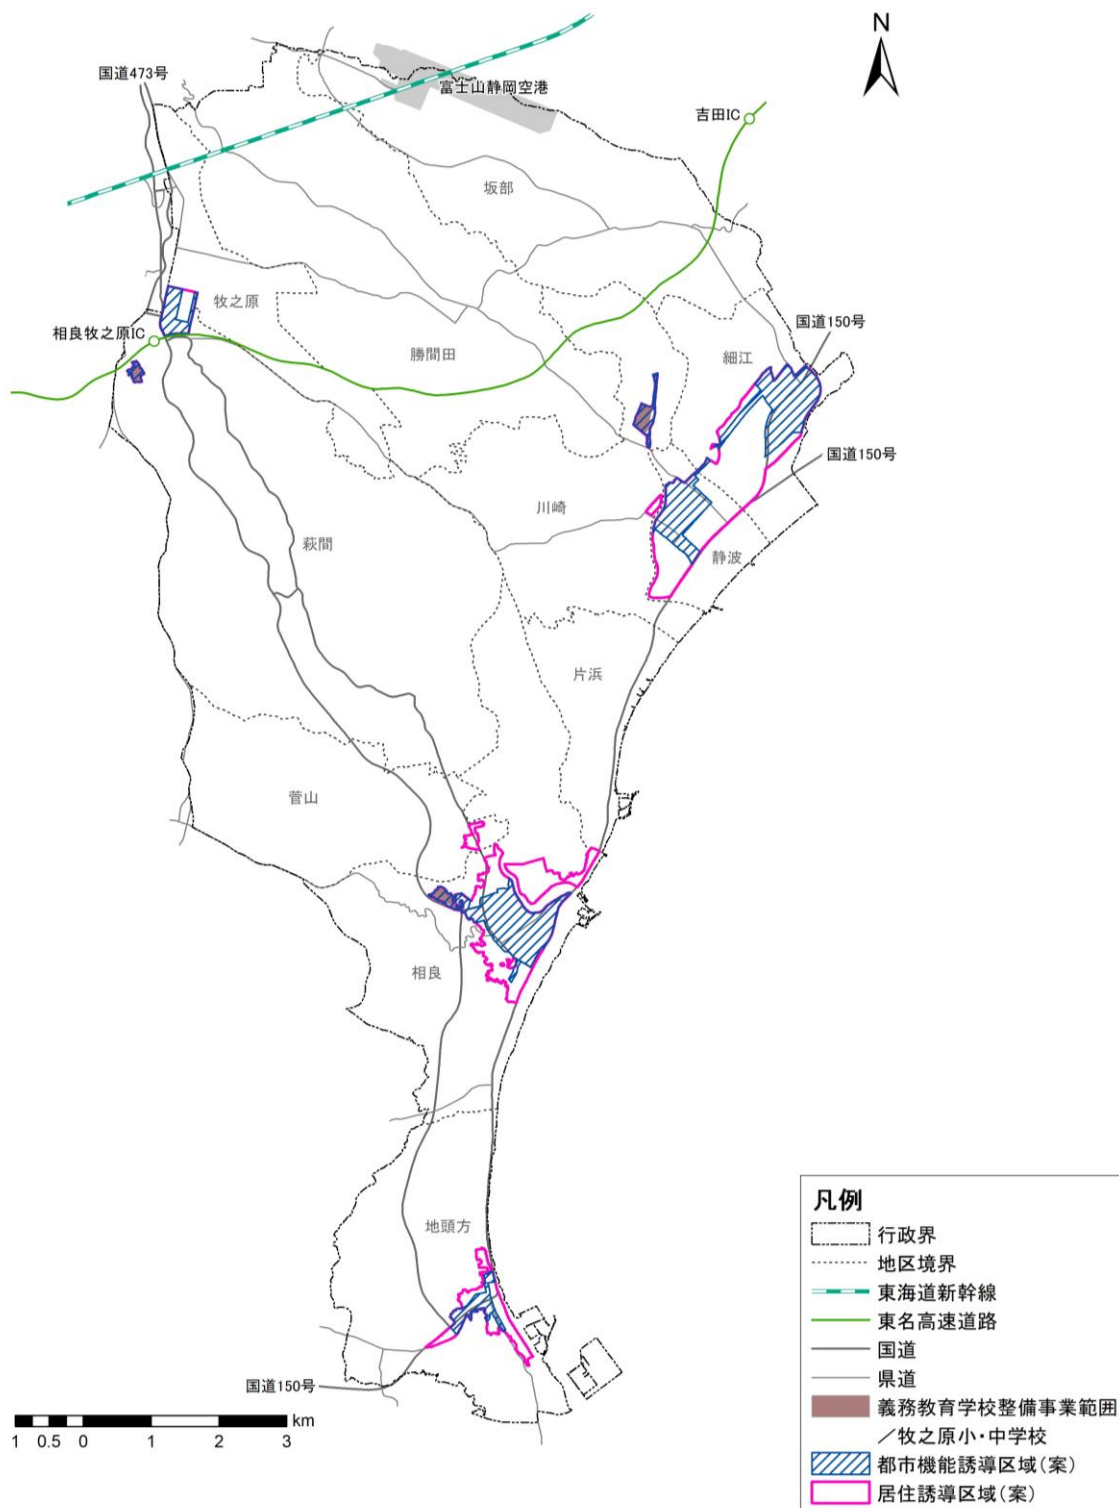 N
国道473号
富士山静岡空港
吉田IC
坂部
牧之原
国道150号
相良牧之原IC
勝間田
細江
国道150号
川崎
萩間
静波
片浜
菅山
相良
地頭方
国道150号
km
1 0.5 0 1 2 3
凡例
行政界
地区境界
東海道新幹線
東名高速道路
国道
県道
義務教育学校整備事業範囲
／牧之原小・中学校
都市機能誘導区域(案)
居住誘導区域(案)